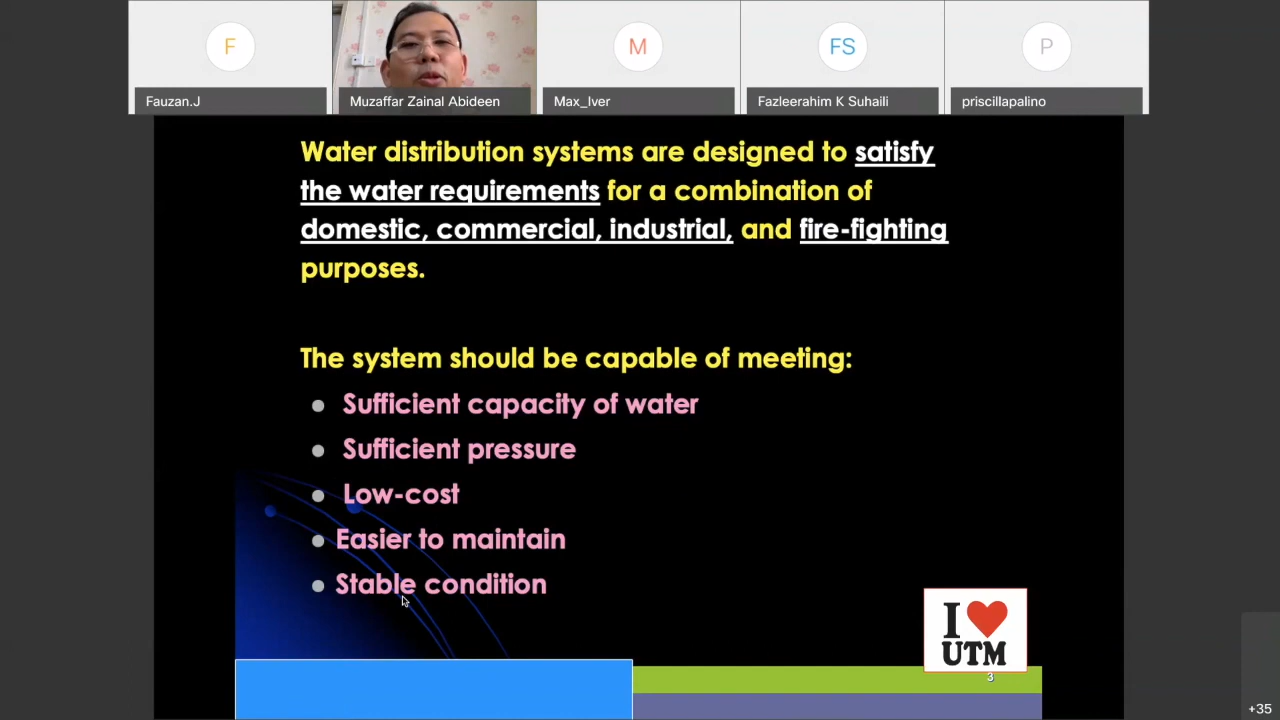 F
M
FS
P
Fauzan.J
Muzaffar Zainal Abideen
Max_Iver
Fazleerahim K Suhaili
priscillapalino
Water distribution systems are designed to satisfy
the water requirements for a combination of
domestic, commercial, industrial, and fire-fighting
purposes.
The system should be capable of meeting:
Sufficient capacity of water
Sufficient pressure
Low-cost
Easier to maintain
Stable condition
I
UTM
3
+35